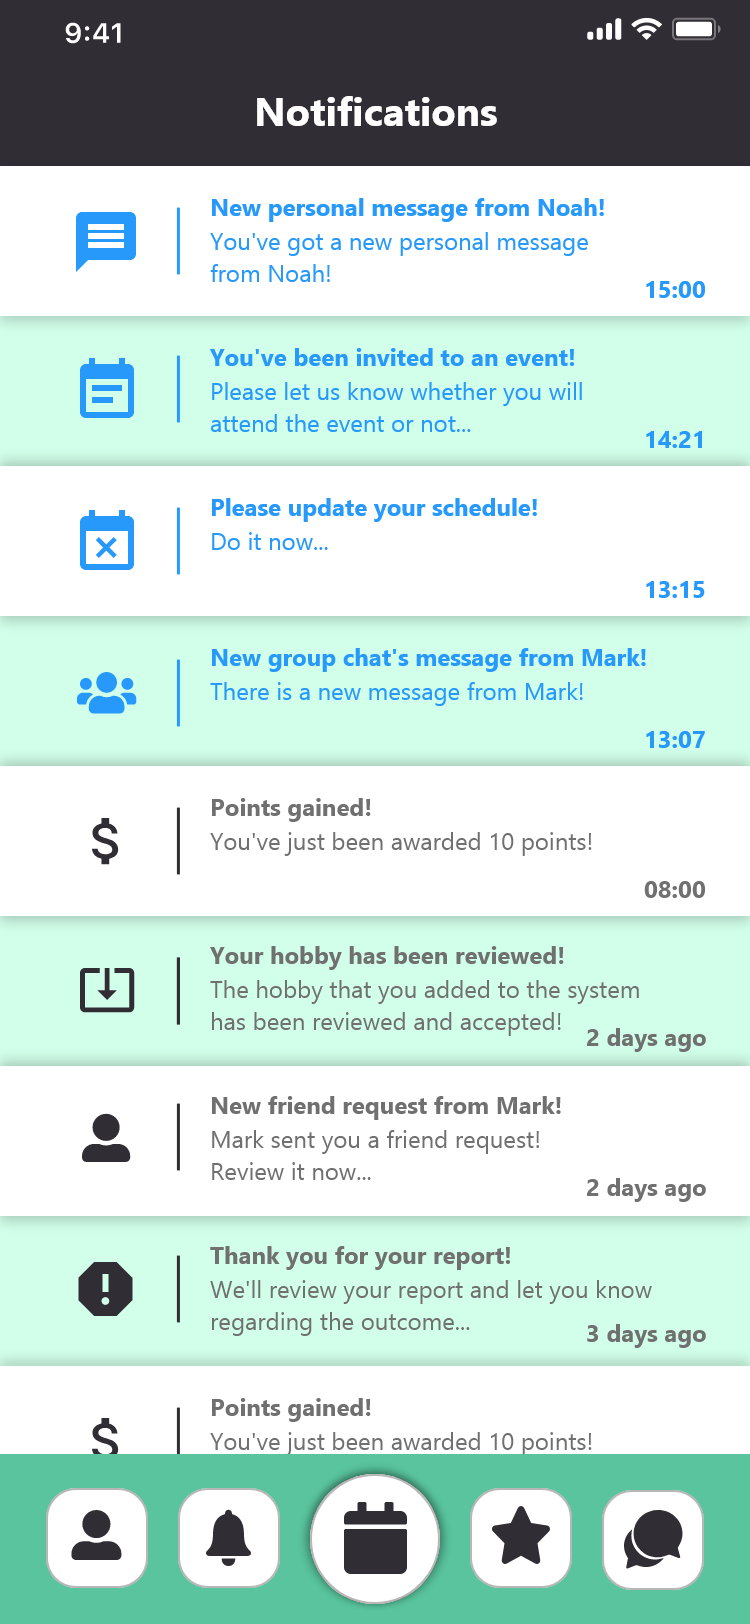 9:41
Notifications
New personal message from Noah!
You've got a new personal message
from Noah!
15:00
You've been invited to an event!
Please let us know whether you will
attend the event or not...
14:21
Please update your schedule!
Do it now...
13:15
New group chat's message from Mark!
There is a new message from Mark!
13:07
Points gained!
You've just been awarded 10 points!
08:00
Your hobby has been reviewed!
The hobby that you added to the system
has been reviewed and accepted!
2 days ago
New friend request from Mark!
Mark sent you a friend request!
Review it now...
2 days ago
Thank you for your report!
We'll review your report and let you know
regarding the outcome...
3 days ago
Points gained!
You've just been awarded 10 points!